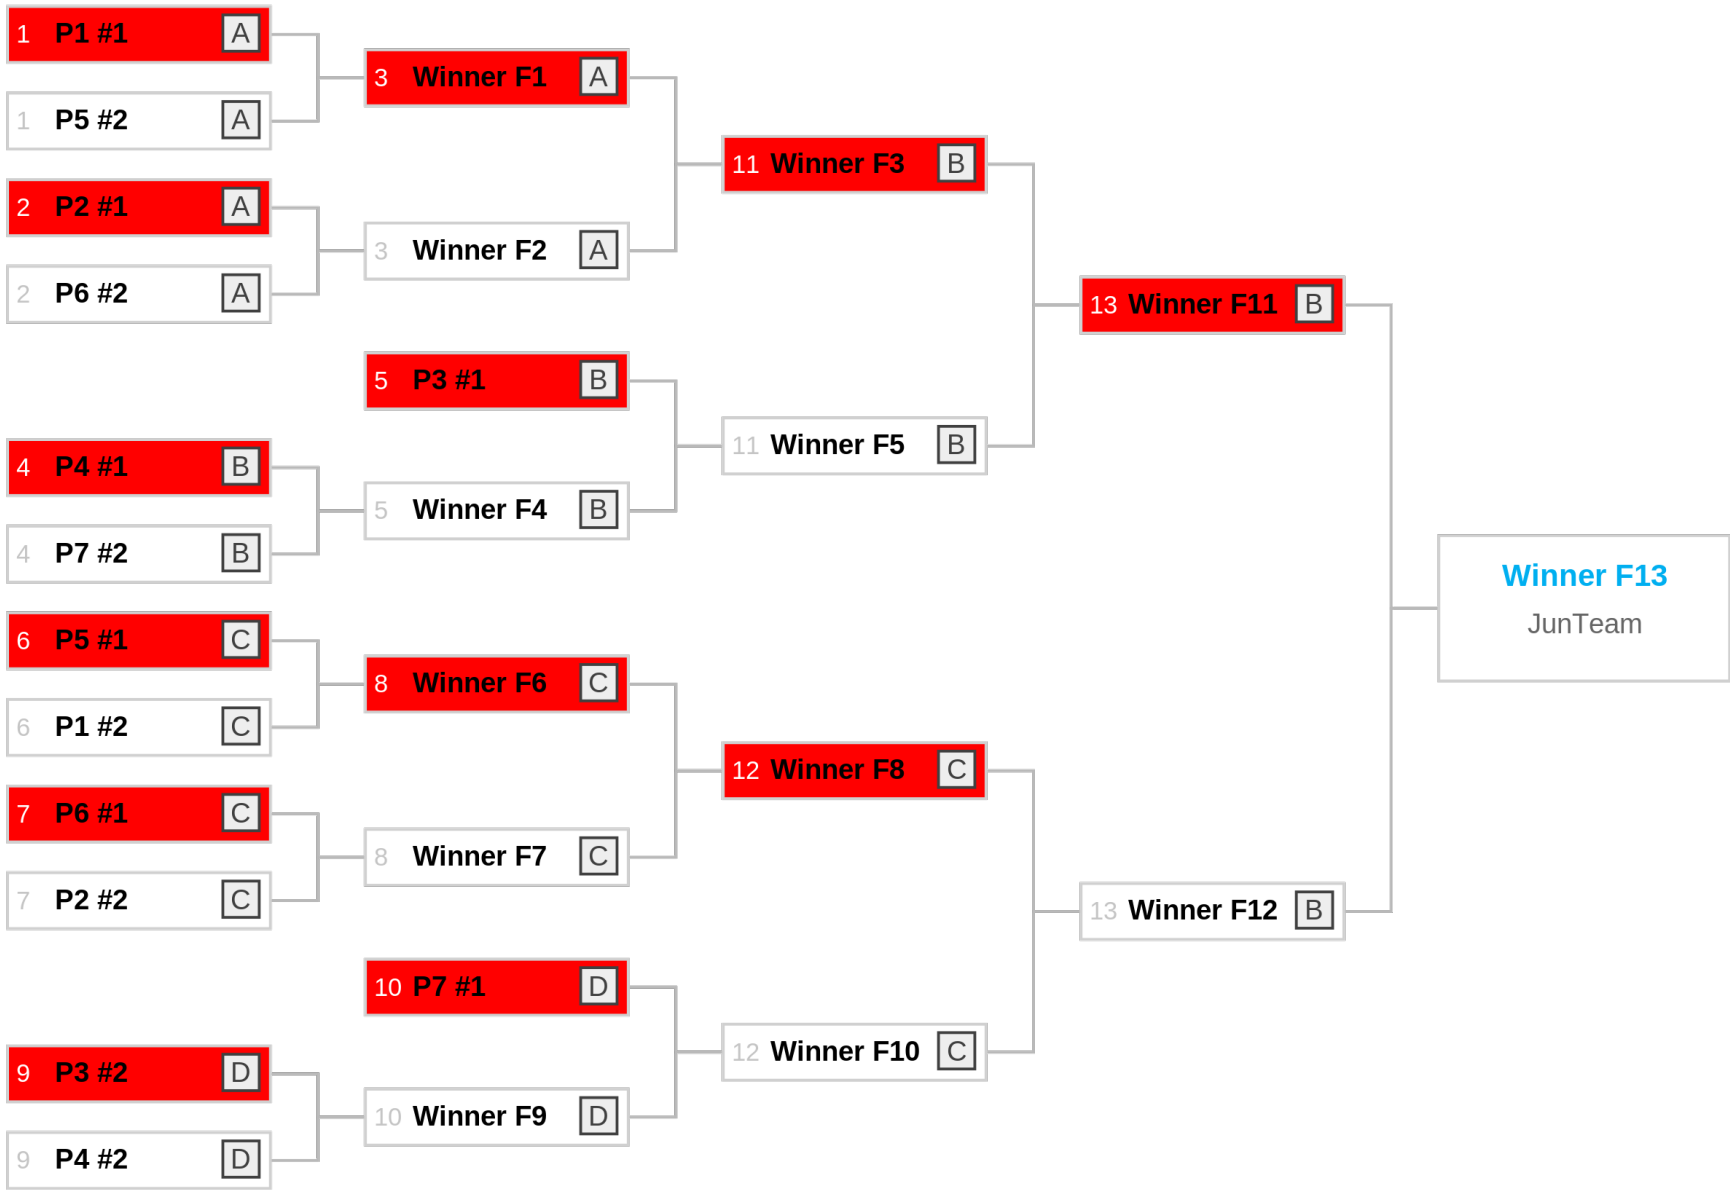 1 P1 #1 A
1 P5 #2 A
2 P2 #1 A
2 P6 #2 A
4 P4 #1 B
4 P7 #2 B
6 P5 #1 C
6 P1 #2 C
7 P6 #1 C
7 P2 #2 C
9 P3 #2 D
9 P4 #2 D
3 Winner F1 A
3 Winner F2 A
5 P3 #1 B
5 Winner F4 B
8 Winner F6 C
8 Winner F7 C
10 P7 #1 D
10 Winner F9 D
11 Winner F3 B
11 Winner F5 B
12 Winner F8 C
12 Winner F10 C
13 Winner F11 B
13 Winner F12 B
Winner F13
JunTeam